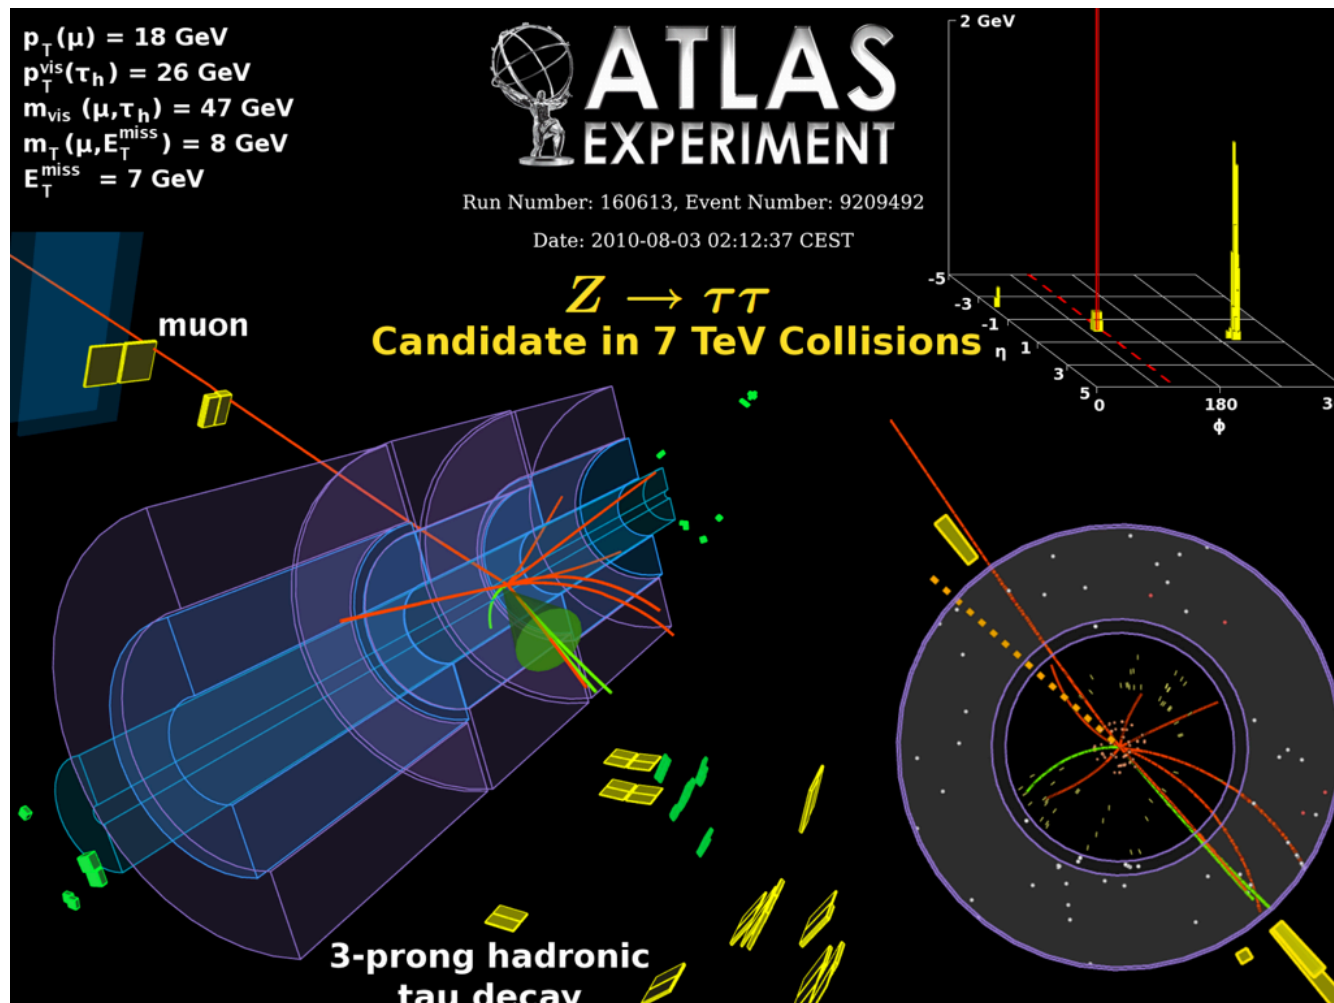 p_T(μ) = 18 GeV
p_T^vis(τ_h) = 26 GeV
m_vis (μ,τ_h) = 47 GeV
m_T(μ,E_T^miss) = 8 GeV
E_T^miss = 7 GeV
ATLAS
EXPERIMENT
Run Number: 160613, Event Number: 9209492
Date: 2010-08-03 02:12:37 CEST
Z → ττ
Candidate in 7 TeV Collisions
2 GeV
-5
-3
-1
η
1
3
5
0
180
ϕ
muon
3-prong hadronic
tau decay